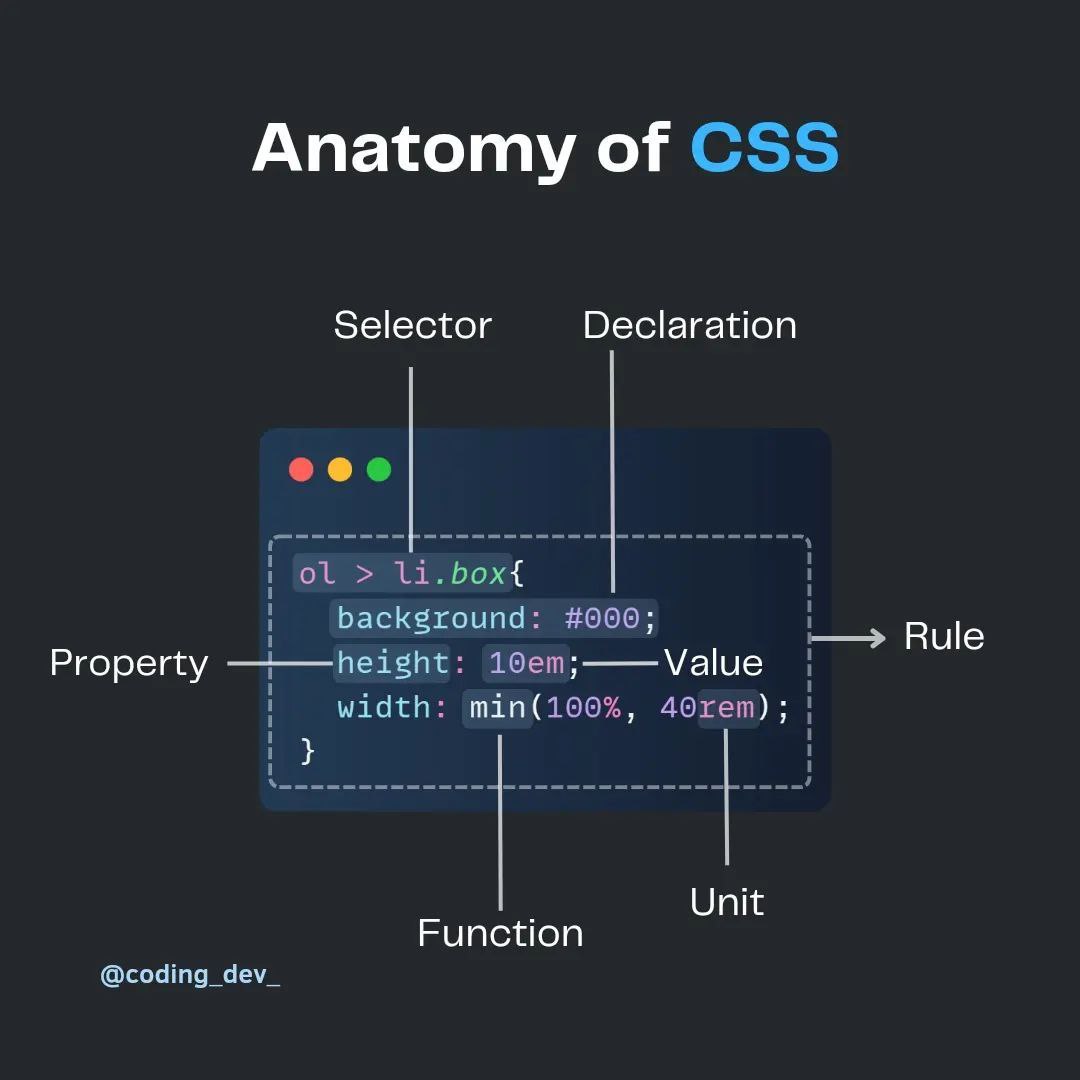 Anatomy of CSS
Selector
Declaration
ol > li.box{
background: #000;
Property
height: 10em;
Value
width: min(100%, 40rem);
}
Rule
Unit
Function
@coding_dev_